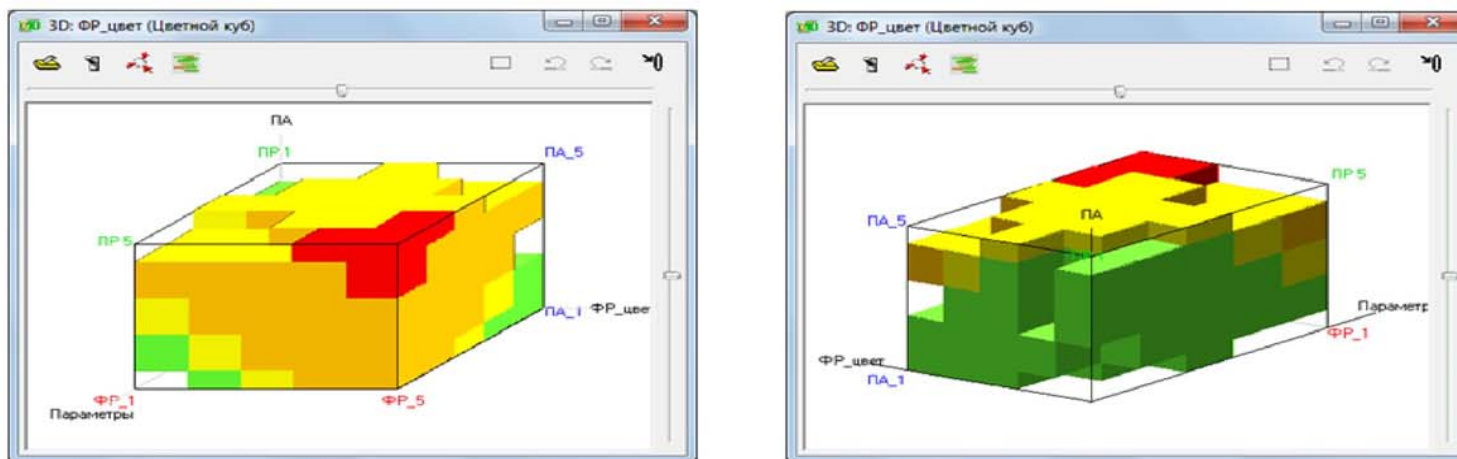 3D: ФР_цвет (Цветной куб)
ПА
ПР 1
ПА_5
ПР 5
ПА_1
ФР_цве
ФР_1
ФР_5
Параметры
3D: ФР_цвет (Цветной куб)
ПР 5
ПА_5
ПА
Параметр
ФР_1
ФР_цвет
ПА_1